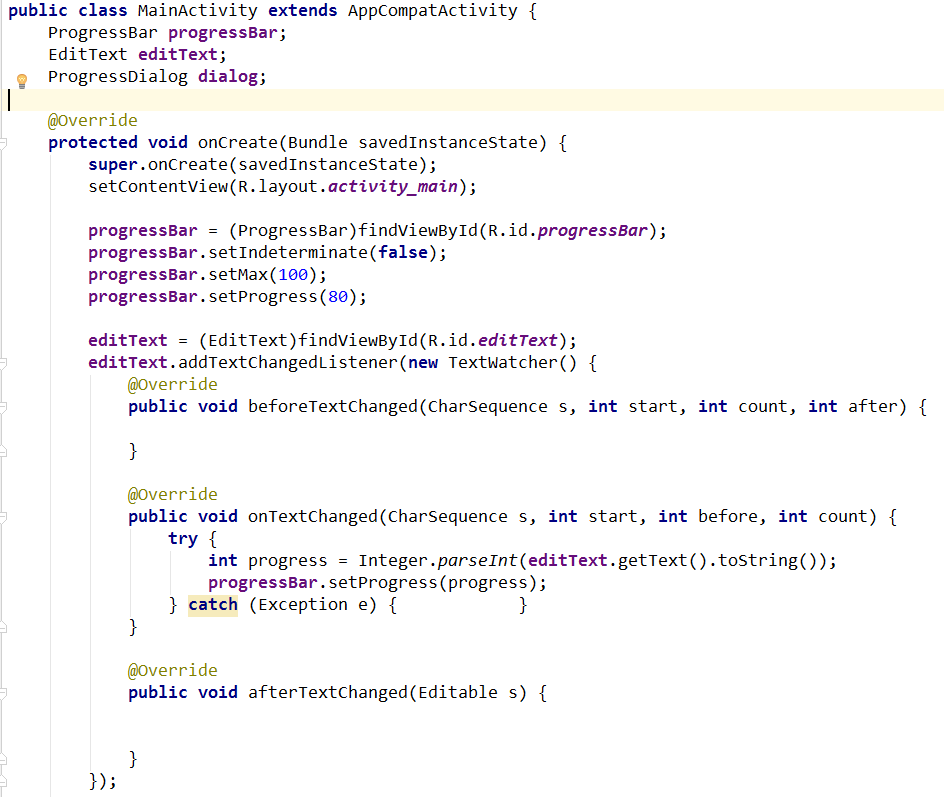 public class MainActivity extends AppCompatActivity {
    ProgressBar progressBar;
    EditText editText;
    ProgressDialog dialog;
    @Override
    protected void onCreate(Bundle savedInstanceState) {
        super.onCreate(savedInstanceState);
        setContentView(R.layout.activity_main);
        progressBar = (ProgressBar)findViewById(R.id.progressBar);
        progressBar.setIndeterminate(false);
        progressBar.setMax(100);
        progressBar.setProgress(80);
        editText = (EditText)findViewById(R.id.editText);
        editText.addTextChangedListener(new TextWatcher() {
            @Override
            public void beforeTextChanged(CharSequence s, int start, int count, int after) {
            }
            @Override
            public void onTextChanged(CharSequence s, int start, int before, int count) {
                try {
                    int progress = Integer.parseInt(editText.getText().toString());
                    progressBar.setProgress(progress);
                } catch (Exception e) {            }
            }
            @Override
            public void afterTextChanged(Editable s) {
            }
        });